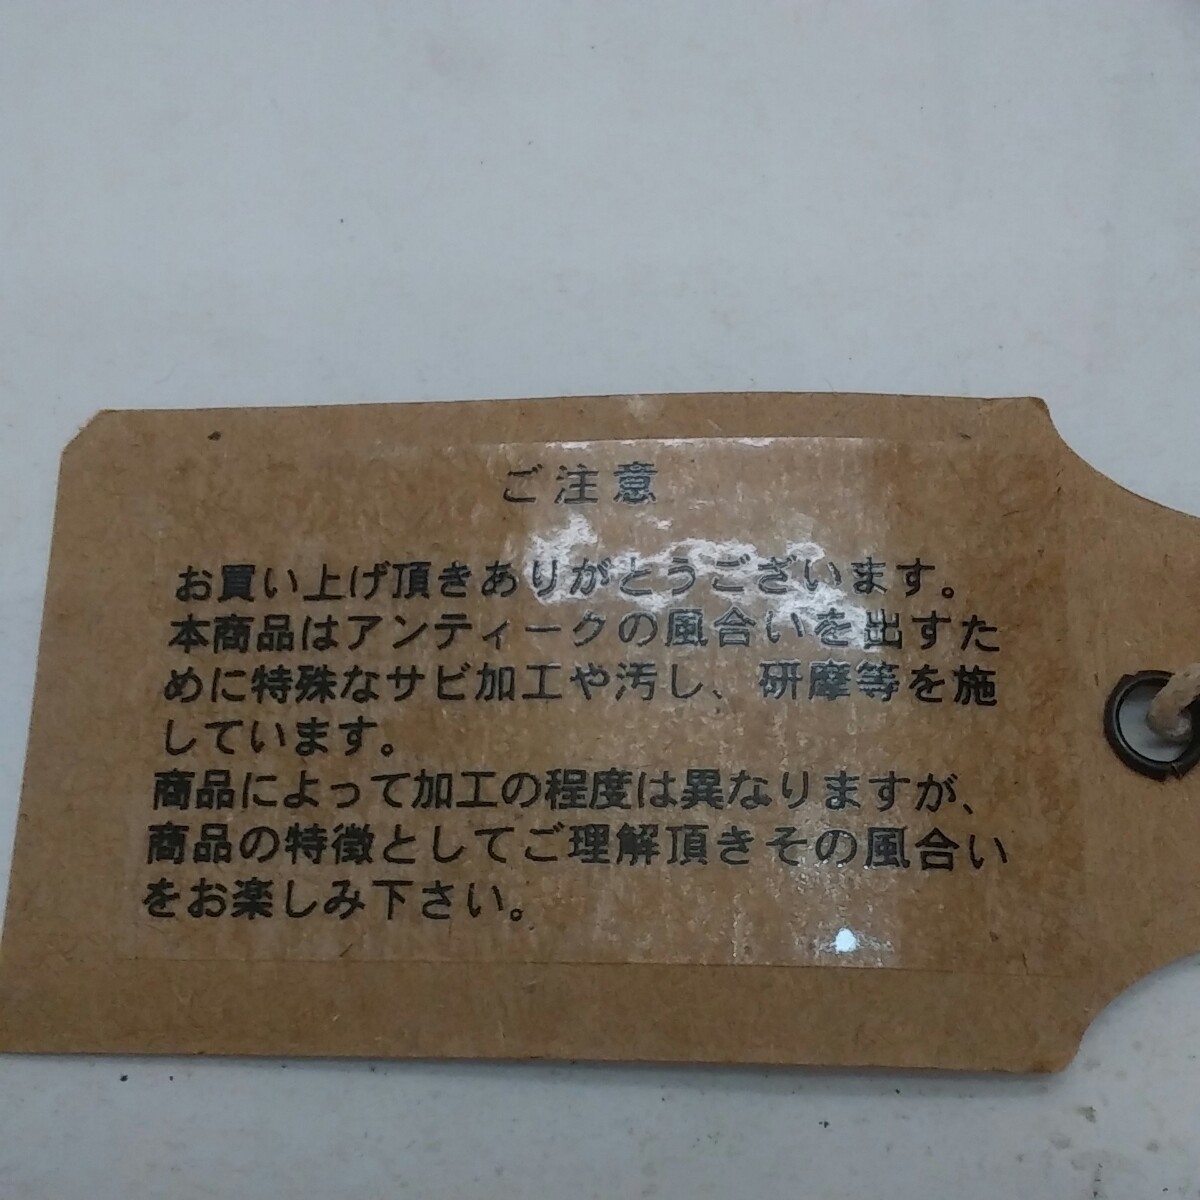 ご注意
お買い上げ頂きありがとうございます。
本商品はアンティークの風合いを出すた
めに特殊なサビ加工や汚し、研摩等を施
しています。
商品によって加工の程度は異なりますが、
商品の特徴としてご理解頂きその風合い
をお楽しみ下さい。